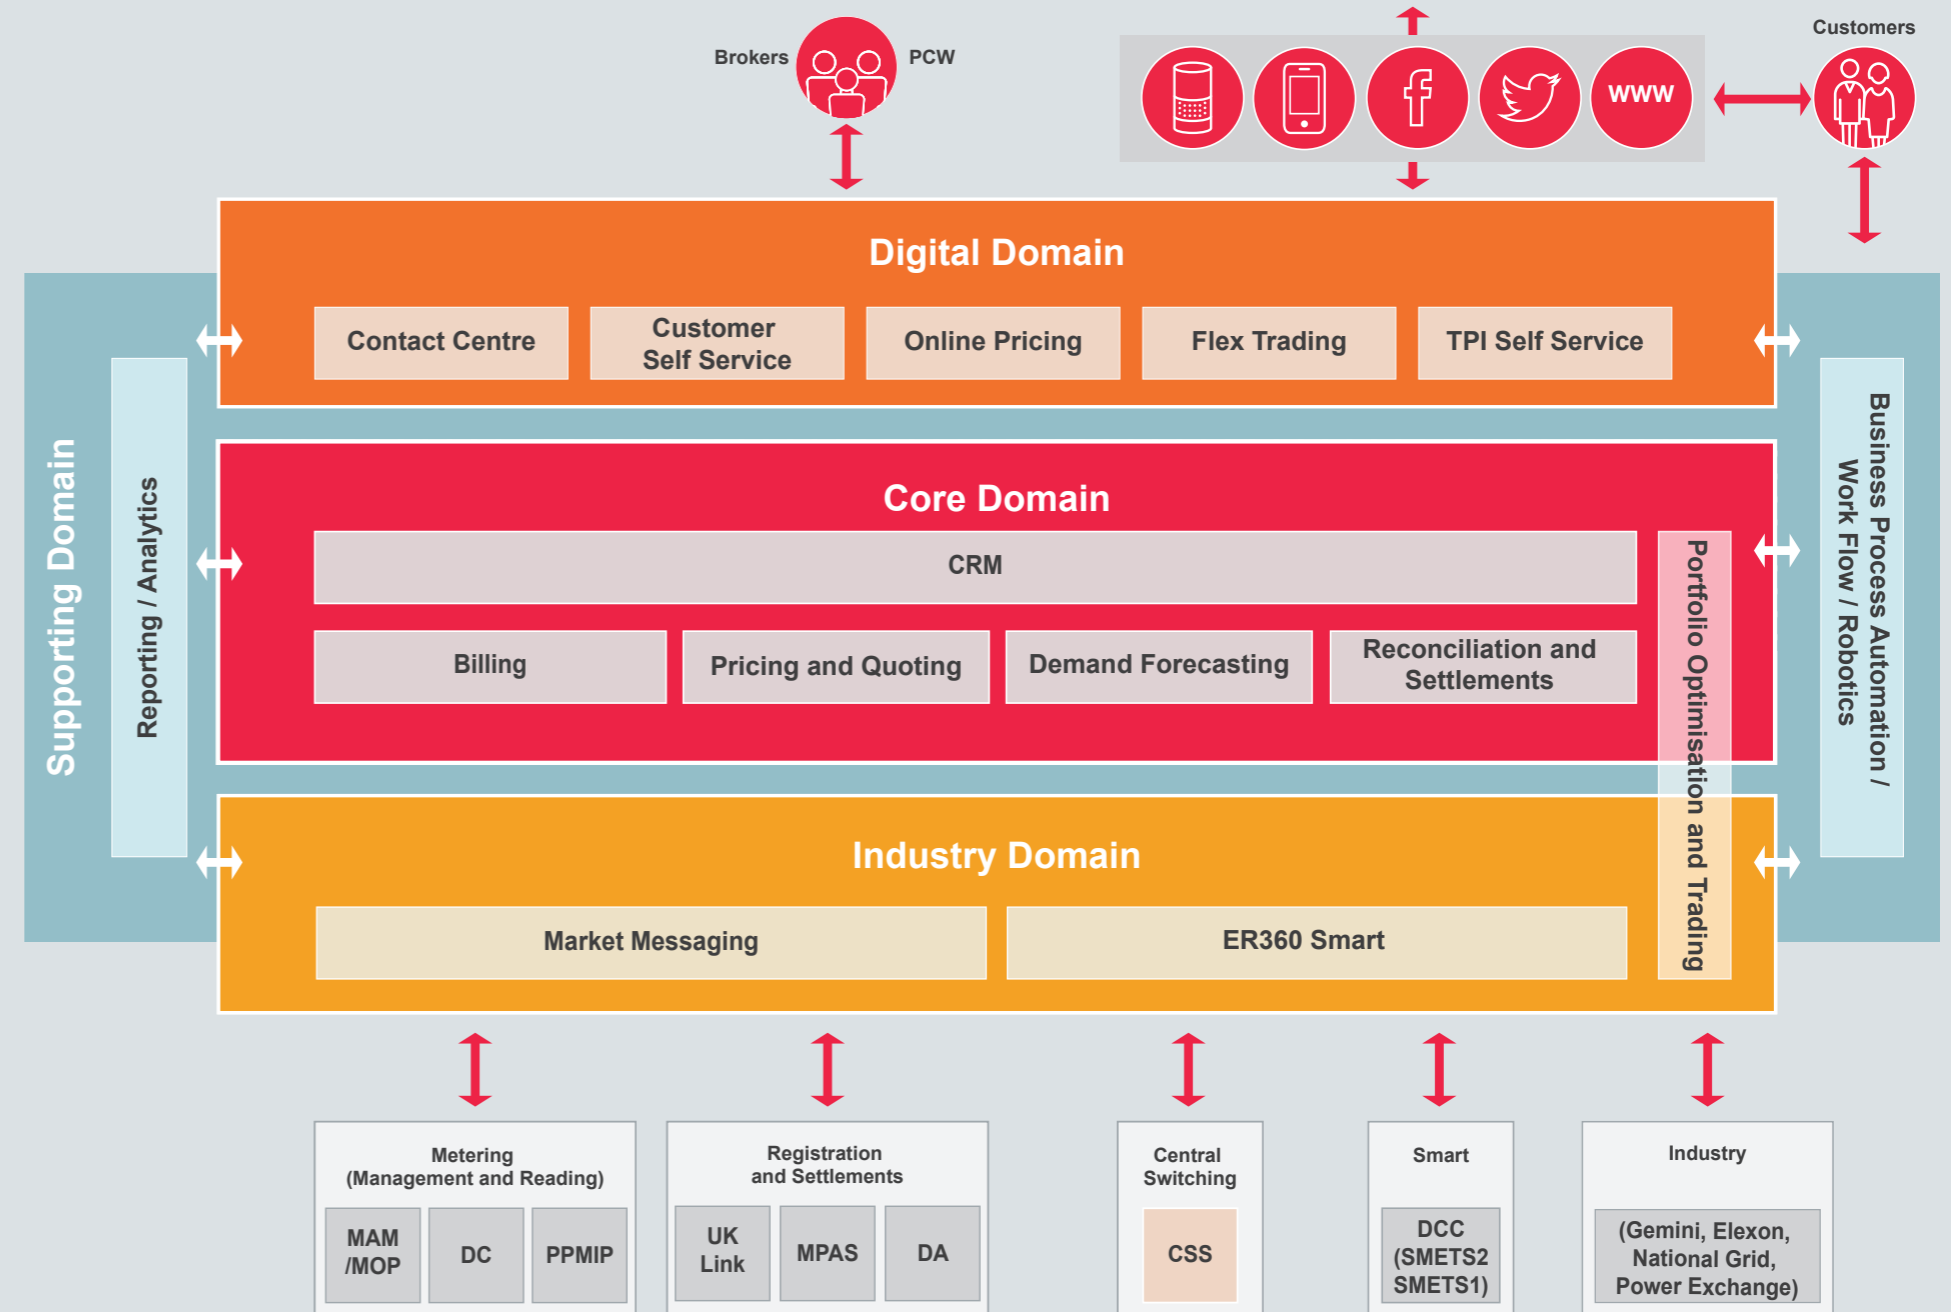 Customers
Brokers
PCW
f
WWW
Digital Domain
Contact Centre
Customer
Self Service
Online Pricing
Flex Trading
TPI Self Service
Supporting Domain
Reporting / Analytics
Business Process Automation /
Work Flow / Robotics
Core Domain
CRM
Billing
Pricing and Quoting
Demand Forecasting
Reconciliation and
Settlements
Portfolio Optimisation and Trading
Industry Domain
Market Messaging
ER360 Smart
Metering
(Management and Reading)
MAM
/MOP
DC
PPMIP
Registration
and Settlements
UK
Link
MPAS
DA
Central
Switching
CSS
Smart
DCC
(SMETS2
SMETS1)
Industry
(Gemini, Elexon,
National Grid,
Power Exchange)